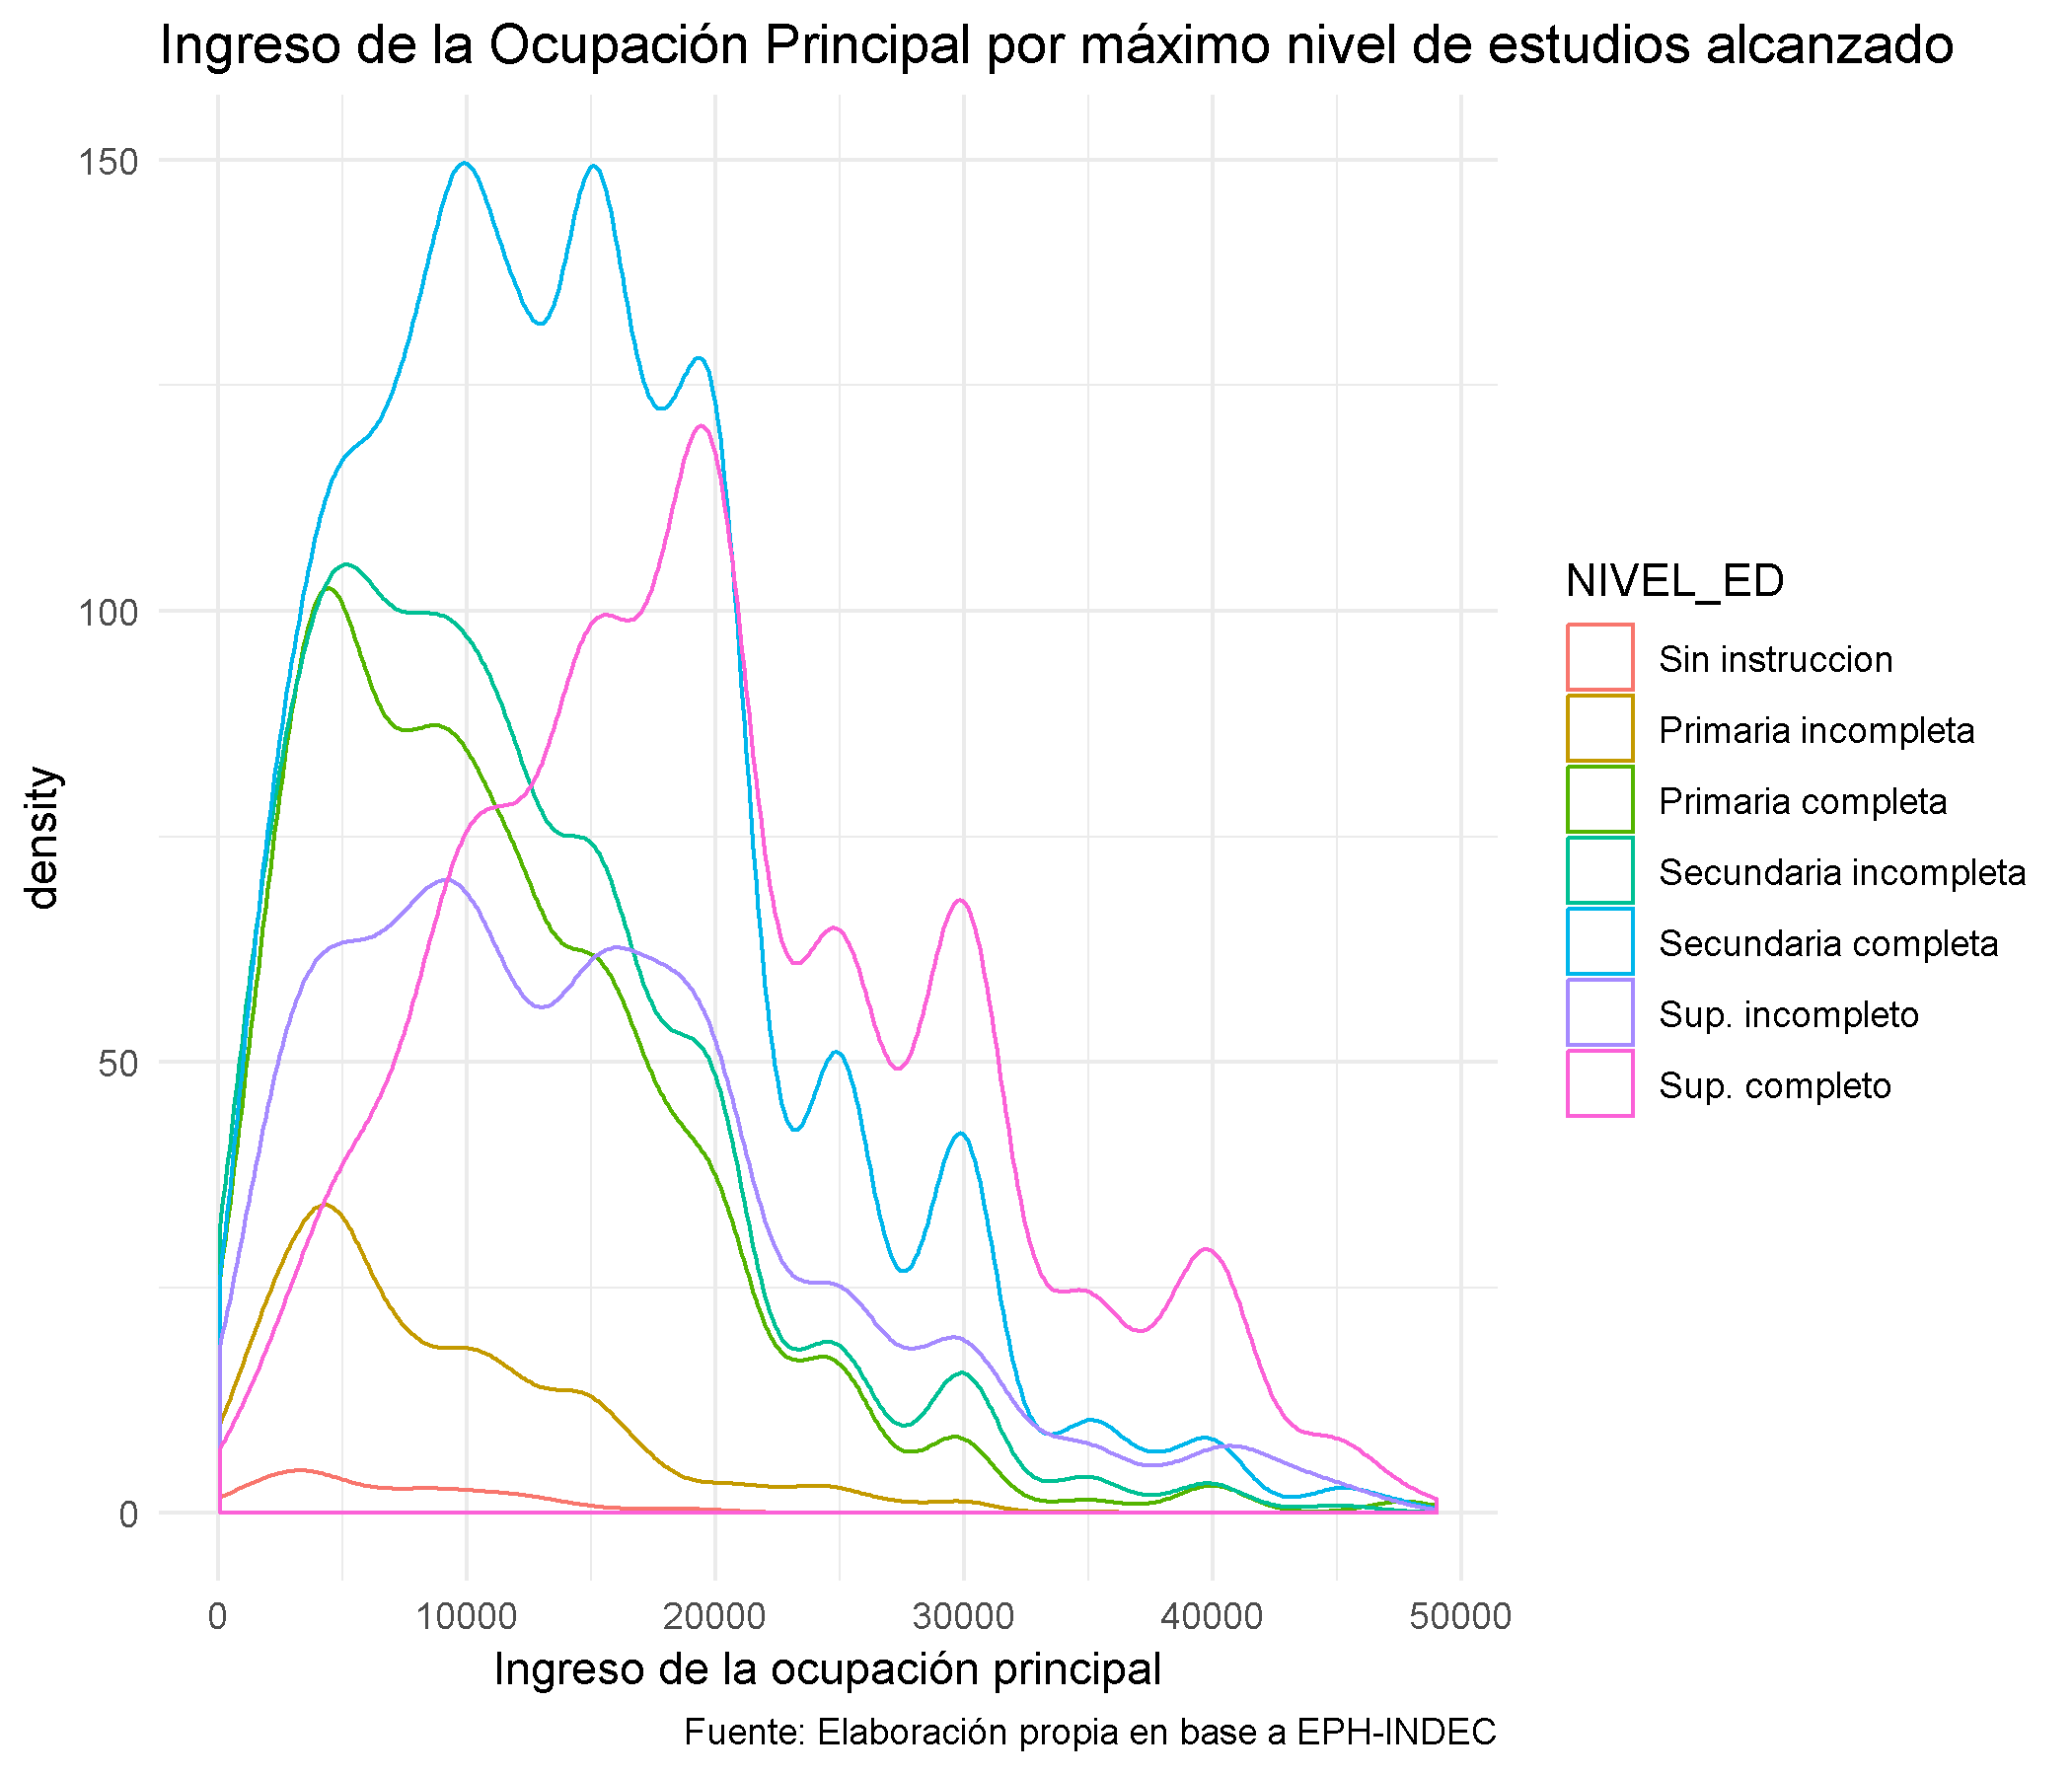 Ingreso de la Ocupación Principal por máximo nivel de estudios alcanzado
150
100
50
0
density
0 10000 20000 30000 40000 50000
Ingreso de la ocupación principal
Fuente: Elaboración propia en base a EPH-INDEC
NIVEL_ED
Sin instruccion
Primaria incompleta
Primaria completa
Secundaria incompleta
Secundaria completa
Sup. incompleto
Sup. completo